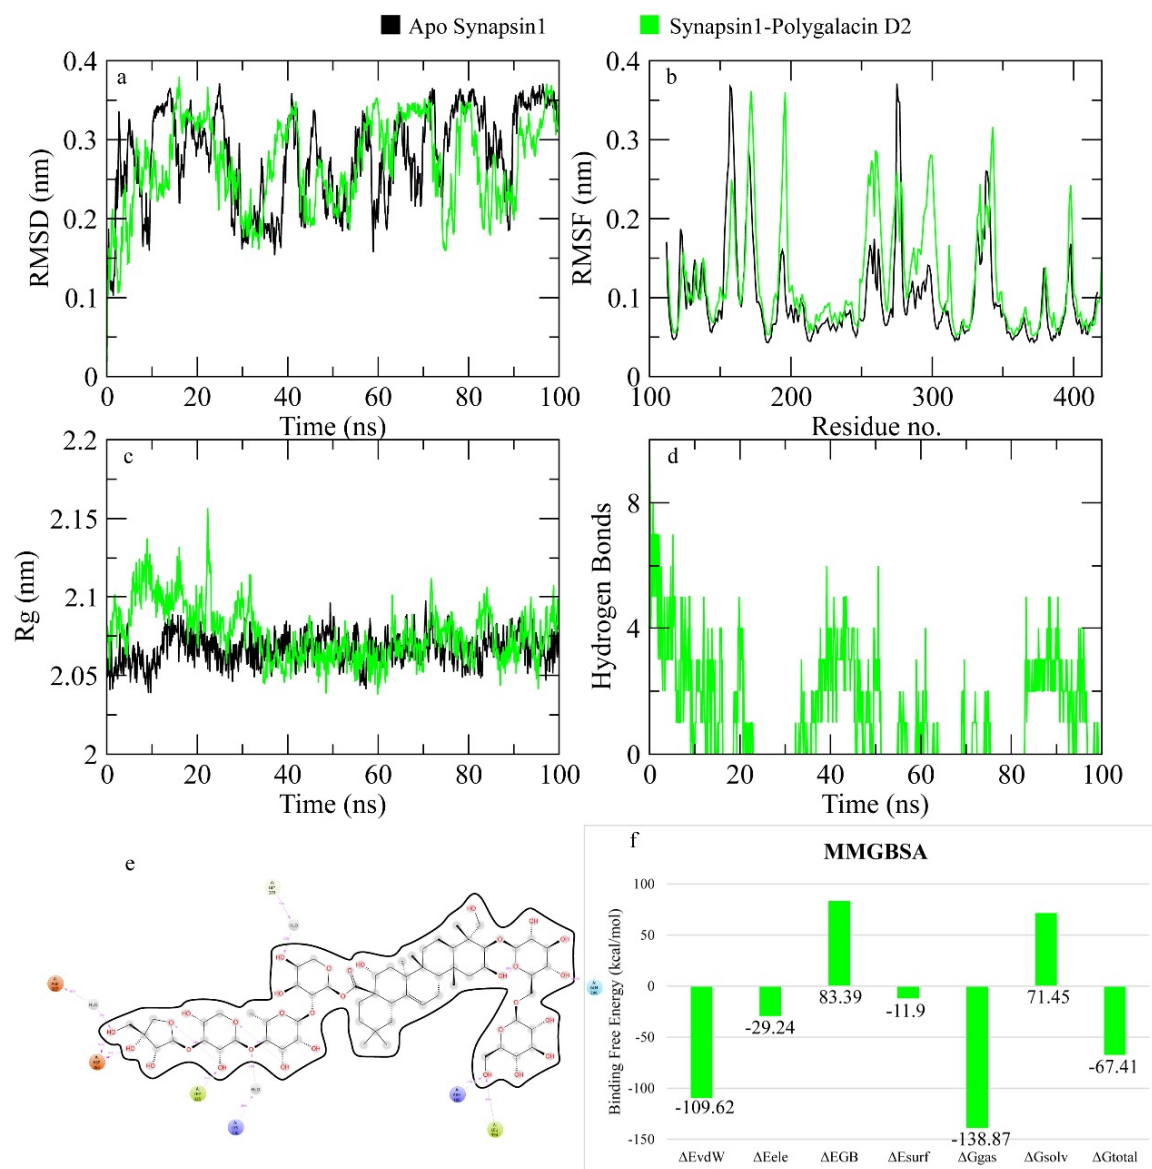 Apo Synapsin1 Synapsin1-Polygalacin D2
a
0.4
0.3
0.2
0.1
0
RMSD (nm)
0 20 40 60 80 100
Time (ns)
b
0.4
0.3
0.2
0.1
0
RMSF (nm)
100 200 300 400
Residue no.
c
2.2
2.15
2.1
2.05
2
Rg (nm)
0 20 40 60 80 100
Time (ns)
d
8
4
0
Hydrogen Bonds
0 20 40 60 80 100
Time (ns)
e
f
MMGBSA
Binding Free Energy (kcal/mol)
100
50
0
-50
-100
-150
-109.62
-29.24
83.39
-11.9
-138.87
71.45
-67.41
ΔEvdW ΔEele ΔEGB ΔEsurf ΔGgas ΔGsolv ΔGtotal